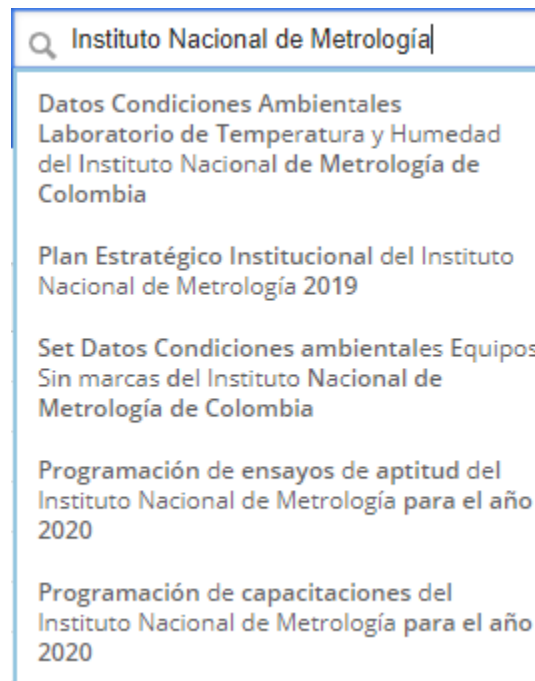 Instituto Nacional de Metrología
Datos Condiciones Ambientales
Laboratorio de Temperatura y Humedad
del Instituto Nacional de Metrología de
Colombia
Plan Estratégico Institucional del Instituto
Nacional de Metrología 2019
Set Datos Condiciones ambientales Equipos
Sin marcas del Instituto Nacional de
Metrología de Colombia
Programación de ensayos de aptitud del
Instituto Nacional de Metrología para el año
2020
Programación de capacitaciones del
Instituto Nacional de Metrología para el año
2020